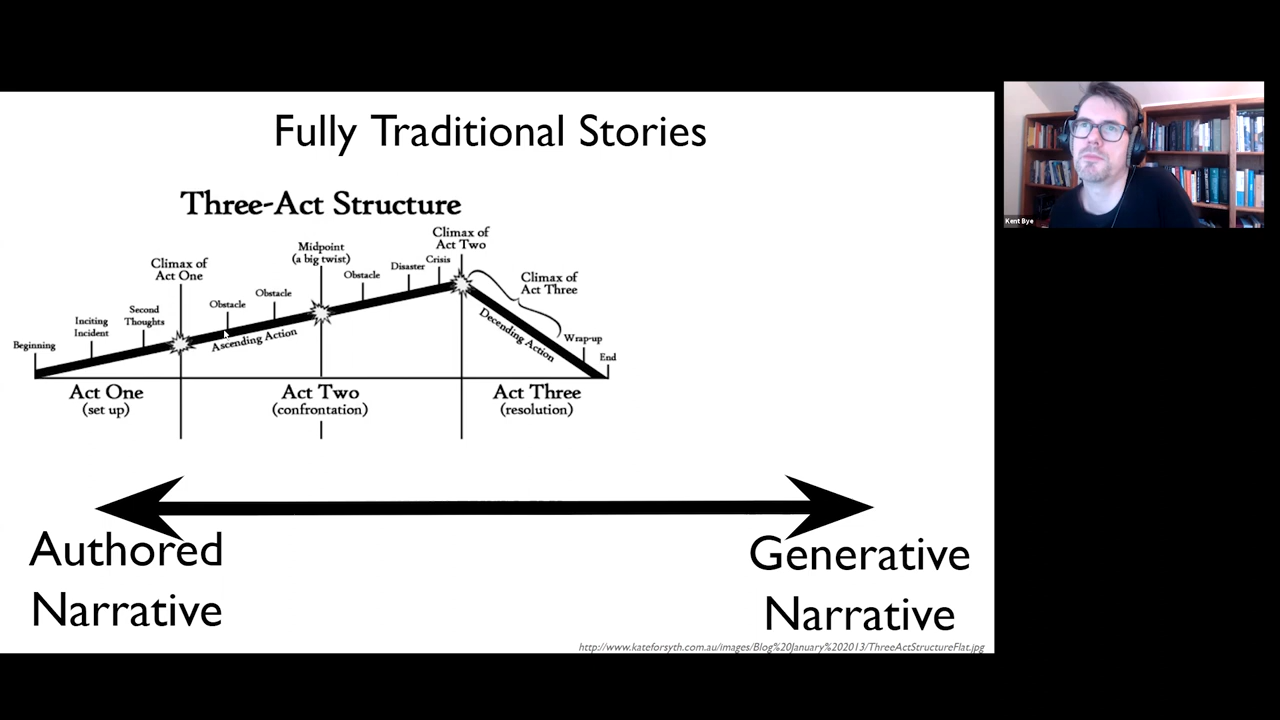 Fully Traditional Stories
Three-Act Structure
Climax of
Act Two
Midpoint
(a big twist)
Climax of
Act One
Crisis
Disaster
Obstacle
Climax of
Act Three
Obstacle
Obstacle
Second
Thoughts
Inciting
Incident
Beginning
Ascending Action
Decending Action
Wrap-up
End
Act One
(set up)
Act Two
(confrontation)
Act Three
(resolution)
Authored
Narrative
Generative
Narrative
http://www.kateforsyth.com.au/images/Blog%20January%202013/ThreeActStructureFlat.jpg
Kent Bye